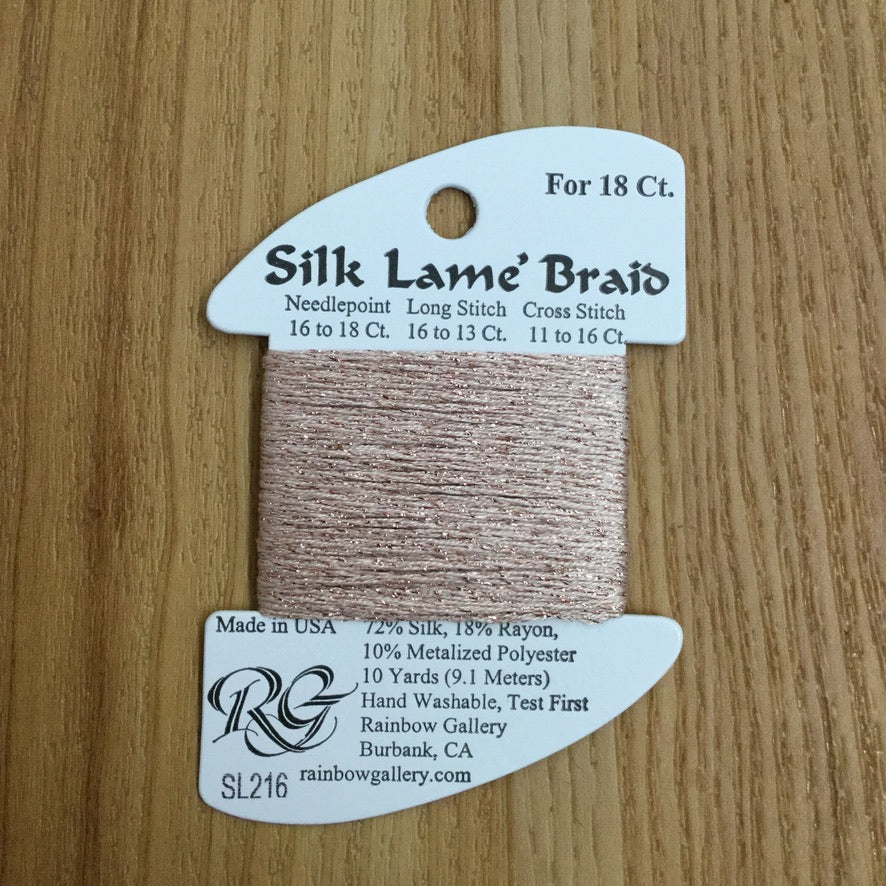 For 18 Ct.
Silk Lame' Braid
Needlepoint Long Stitch Cross Stitch
16 to 18 Ct. 16 to 13 Ct. 11 to 16 Ct.
Made in USA 72% Silk, 18% Rayon,
10% Metalized Polyester
10 Yards (9.1 Meters)
Hand Washable, Test First
RG Rainbow Gallery
Burbank, CA
SL216 rainbowgallery.com